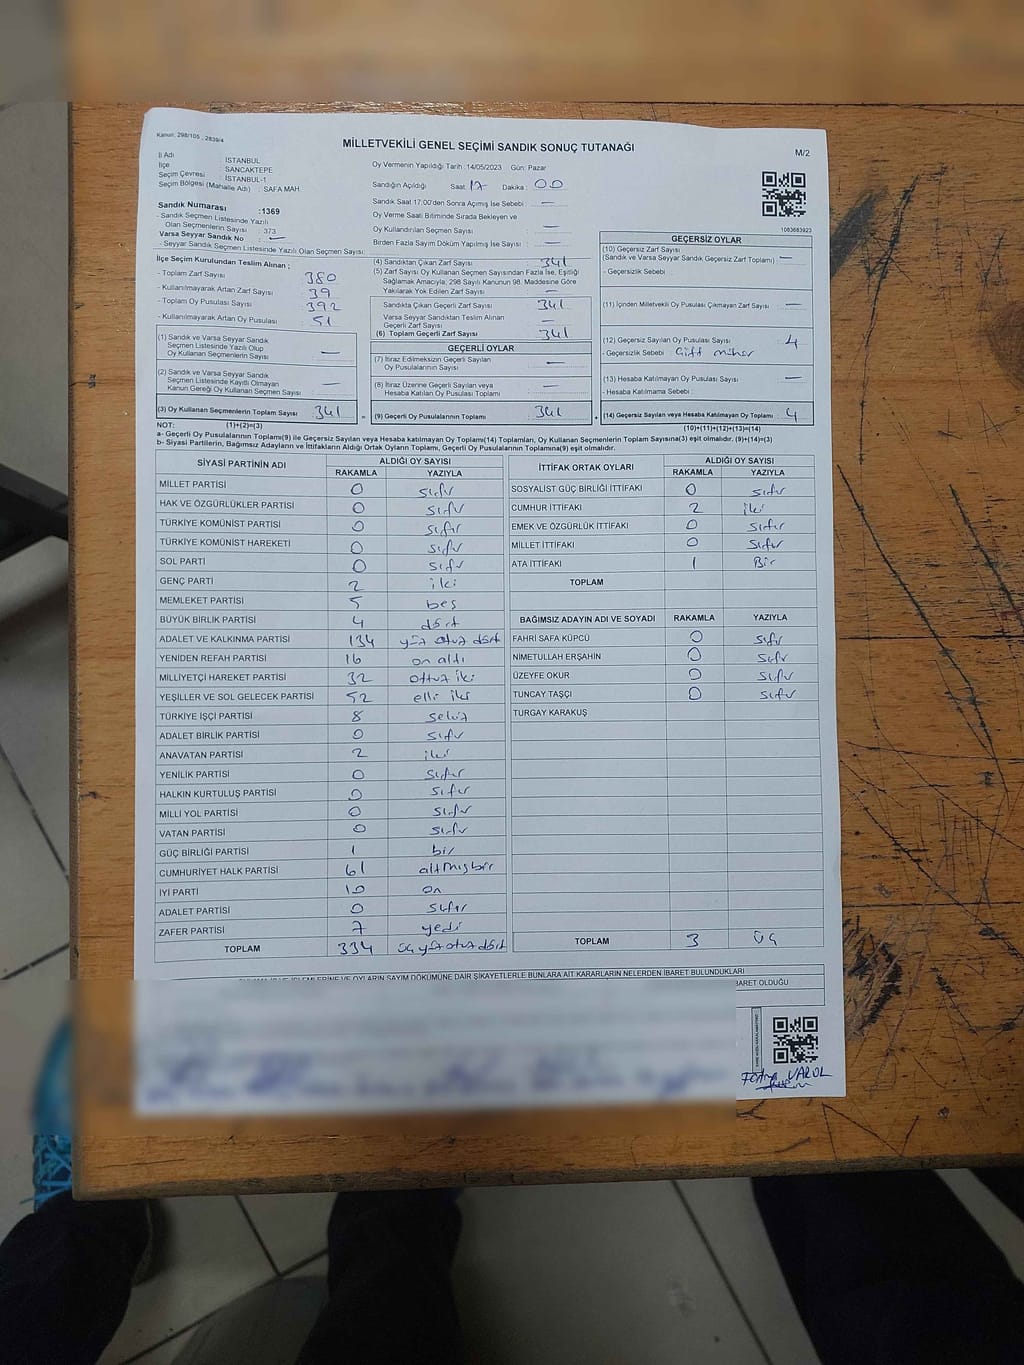 Kanun, 298/105 , 2839/4
MİLLETVEKİLİ GENEL SEÇİMİ SANDIK SONUÇ TUTANAĞI
M/2
İl Adı : İSTANBUL
İlçe : SANCAKTEPE
Seçim Çevresi : İSTANBUL-1
Seçim Bölgesi (Mahalle Adı) : SAFA MAH.
Sandık Numarası :1369
- Sandık Seçmen Listesinde Yazılı
Olan Seçmenlerin Sayısı : 373
Varsa Seyyar Sandık No : —
- Seyyar Sandık Seçmen Listesinde Yazılı Olan Seçmen Sayısı:
İlçe Seçim Kurulundan Teslim Alınan ;
- Toplam Zarf Sayısı : 380
- Kullanılmayarak Artan Zarf Sayısı : 39
- Toplam Oy Pusulası Sayısı : 392
- Kullanılmayarak Artan Oy Pusulası : 51
(1) Sandık ve Varsa Seyyar Sandık
Seçmen Listesinde Yazılı Olup
Oy Kullanan Seçmenlerin Sayısı : —
(2) Sandık ve Varsa Seyyar Sandık
Seçmen Listesinde Kayıtlı Olmayan
Kanun Gereği Oy Kullanan Seçmen Sayısı : —
(3) Oy Kullanan Seçmenlerin Toplam Sayısı : 341
(1)+(2)=(3)
Oy Vermenin Yapıldığı Tarih : 14/05/2023 Gün: Pazar
Sandığın Açıldığı Saat : 17 Dakika : 00
Sandık Saat 17:00'den Sonra Açılmış İse Sebebi : —
Oy Verme Saati Bitiminde Sırada Bekleyen ve
Oy Kullandırılan Seçmen Sayısı : —
Birden Fazla Sayım Döküm Yapılmış İse Sayısı : —
(4) Sandıktan Çıkan Zarf Sayısı : 341
(5) Zarf Sayısı Oy Kullanan Seçmen Sayısından Fazla İse, Eşitliği
Sağlamak Amacıyla, 298 Sayılı Kanunun 98. Maddesine Göre
Yakılarak Yok Edilen Zarf Sayısı : —
Sandıkta Çıkan Geçerli Zarf Sayısı : 341
Varsa Seyyar Sandıktan Teslim Alınan
Geçerli Zarf Sayısı : —
(6) Toplam Geçerli Zarf Sayısı : 341
GEÇERLİ OYLAR
(7) İtiraz Edilmeksizin Geçerli Sayılan
Oy Pusulasının Sayısı : —
(8) İtiraz Üzerine Geçerli Sayılan veya
Hesaba Katılan Oy Pusulası Toplamı : —
= (9) Geçerli Oy Pusulalarının Toplamı : 341 +
1083683923
GEÇERSİZ OYLAR
(10) Geçersiz Zarf Sayısı
(Sandık ve Varsa Seyyar Sandık Geçersiz Zarf Toplamı) : —
- Geçersizlik Sebebi :
(11) İçinden Milletvekili Oy Pusulası Çıkmayan Zarf Sayısı : —
(12) Geçersiz Sayılan Oy Pusulası Sayısı : 4
- Geçersizlik Sebebi : Çift mühür
(13) Hesaba Katılmayan Oy Pusulası Sayısı : —
- Hesaba Katılmama Sebebi :
(14) Geçersiz Sayılan veya Hesaba Katılmayan Oy Toplamı : 4
(10)+(11)+(12)+(13)=(14)
NOT:
a- Geçerli Oy Pusulalarının Toplamı(9) ile Geçersiz Sayılan veya Hesaba katılmayan Oy Toplamı(14) Toplamları, Oy Kullanan Seçmenlerin Toplam Sayısına(3) eşit olmalıdır. (9)+(14)=(3)
b- Siyasi Partilerin, Bağımsız Adayların ve İttifakların Aldığı Ortak Oyların Toplamı, Geçerli Oy Pusulalarının Toplamına(9) eşit olmalıdır.
SİYASİ PARTİNİN ADI ALDIĞI OY SAYISI
RAKAMLA YAZIYLA
MİLLET PARTİSİ 0 sıfır
HAK VE ÖZGÜRLÜKLER PARTİSİ 0 sıfır
TÜRKİYE KOMÜNİST PARTİSİ 0 sıfır
TÜRKİYE KOMÜNİST HAREKETİ 0 sıfır
SOL PARTİ 0 sıfır
GENÇ PARTİ 2 iki
MEMLEKET PARTİSİ 5 beş
BÜYÜK BİRLİK PARTİSİ 4 dört
ADALET VE KALKINMA PARTİSİ 134 yüz otuz dört
YENİDEN REFAH PARTİSİ 16 on altı
MİLLİYETÇİ HAREKET PARTİSİ 32 otuz iki
YEŞİLLER VE SOL GELECEK PARTİSİ 52 elli iki
TÜRKİYE İŞÇİ PARTİSİ 8 sekiz
ADALET BİRLİK PARTİSİ 0 sıfır
ANAVATAN PARTİSİ 2 iki
YENİLİK PARTİSİ 0 sıfır
HALKIN KURTULUŞ PARTİSİ 0 sıfır
MİLLİ YOL PARTİSİ 0 sıfır
VATAN PARTİSİ 0 sıfır
GÜÇ BİRLİĞİ PARTİSİ 1 bir
CUMHURİYET HALK PARTİSİ 61 altmışbir
İYİ PARTİ 10 on
ADALET PARTİSİ 0 sıfır
ZAFER PARTİSİ 7 yedi
TOPLAM 334 üç yüz otuz dört
İTTİFAK ORTAK OYLARI ALDIĞI OY SAYISI
RAKAMLA YAZIYLA
SOSYALİST GÜÇ BİRLİĞİ İTTİFAKI 0 sıfır
CUMHUR İTTİFAKI 2 iki
EMEK VE ÖZGÜRLÜK İTTİFAKI 0 sıfır
MİLLET İTTİFAKI 0 sıfır
ATA İTTİFAKI 1 Bir
TOPLAM
BAĞIMSIZ ADAYIN ADI VE SOYADI RAKAMLA YAZIYLA
FAHRİ SAFA KÜPCÜ 0 sıfır
NİMETULLAH ERŞAHİN 0 sıfır
ÜZEYFE OKUR 0 sıfır
TUNCAY TAŞÇI 0 sıfır
TURGAY KARAKUŞ
TOPLAM 3 üç
VE OYLARIN SAYIM DÖKÜMÜNE DAİR ŞİKAYETLERLE BUNLARA AİT KARARLARIN NELERDEN İBARET BULUNDUKLARI
BARET OLDUĞU
VAROL